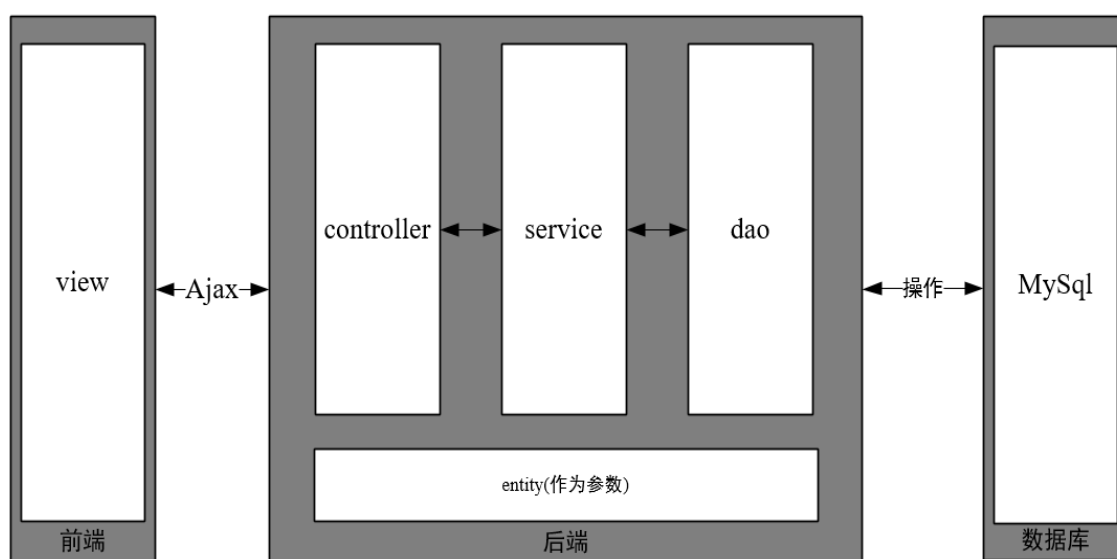 view
前端
Ajax
controller
service
dao
entity(作为参数)
后端
操作
MySql
数据库